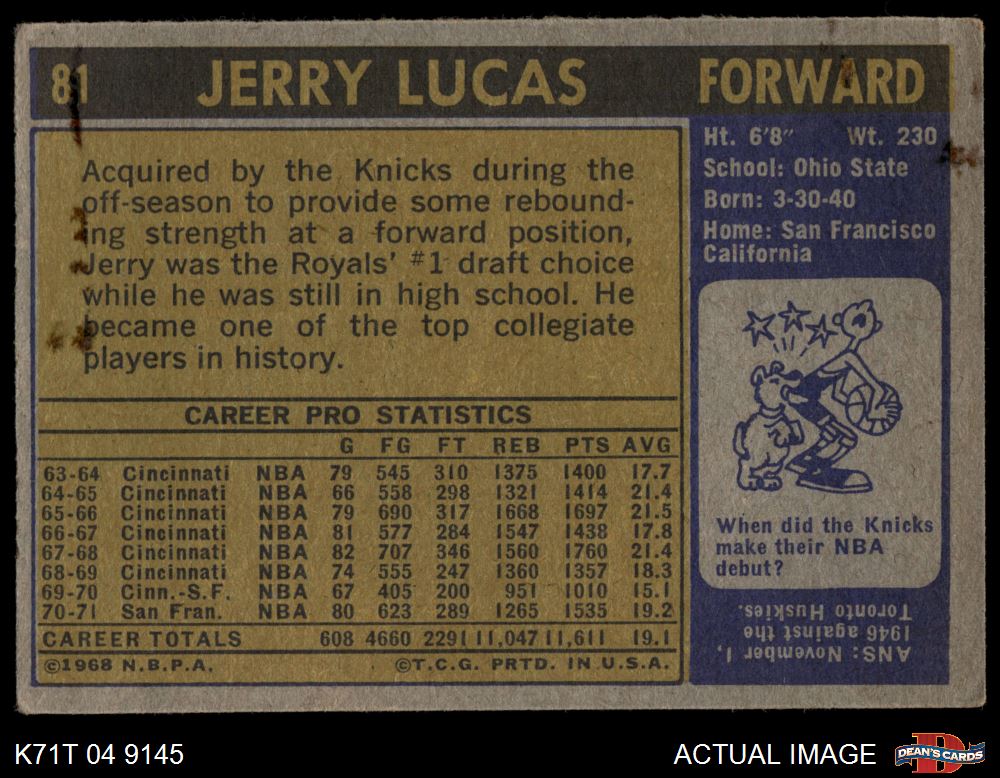 81 JERRY LUCAS FORWARD
Acquired by the Knicks during the
off-season to provide some rebound-
ing strength at a forward position,
Jerry was the Royals' #1 draft choice
while he was still in high school. He
became one of the top collegiate
players in history.
CAREER PRO STATISTICS
G FG FT REB PTS AVG
63-64 Cincinnati NBA 79 545 310 1375 1400 17.7
64-65 Cincinnati NBA 66 558 298 1321 1414 21.4
65-66 Cincinnati NBA 79 690 317 1668 1697 21.5
66-67 Cincinnati NBA 81 577 284 1547 1438 17.8
67-68 Cincinnati NBA 82 707 346 1560 1760 21.4
68-69 Cincinnati NBA 74 555 247 1360 1357 18.3
69-70 Cinn.-S.F. NBA 67 405 200 951 1010 15.1
70-71 San Fran. NBA 80 623 289 1265 1535 19.2
CAREER TOTALS 608 4660 2291 11,047 11,611 19.1
©1968 N.B.P.A. ©T.C.G. PRTD. IN U.S.A.
Ht. 6'8" Wt. 230
School: Ohio State
Born: 3-30-40
Home: San Francisco
California
When did the Knicks
make their NBA
debut?
ANS: November 1,
1946 against the
Toronto Huskies.
K71T 04 9145 ACTUAL IMAGE
DEAN'S CARDS